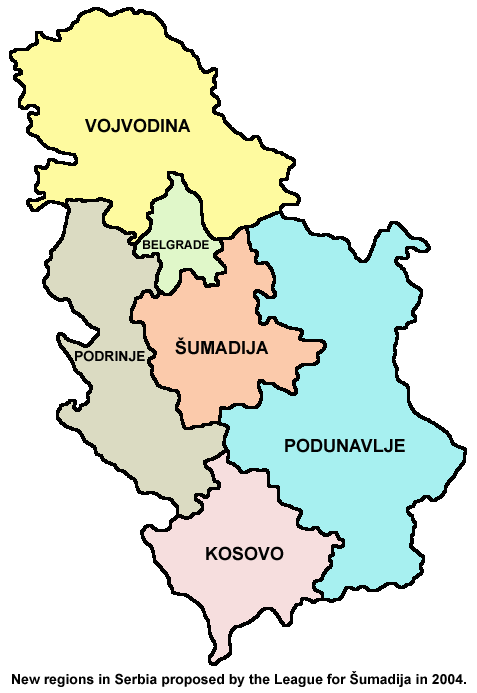 VOJVODINA
BELGRADE
ŠUMADIJA
PODRINJE
PODUNAVLJE
KOSOVO
New regions in Serbia proposed by the League for Šumadija in 2004.